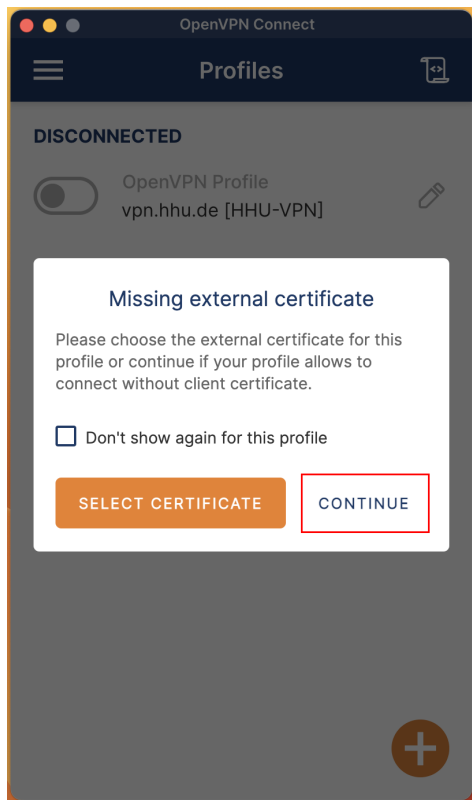 OpenVPN Connect
Profiles
DISCONNECTED
OpenVPN Profile
vpn.hhu.de [HHU-VPN]
Missing external certificate
Please choose the external certificate for this
profile or continue if your profile allows to
connect without client certificate.
Don't show again for this profile
SELECT CERTIFICATE
CONTINUE